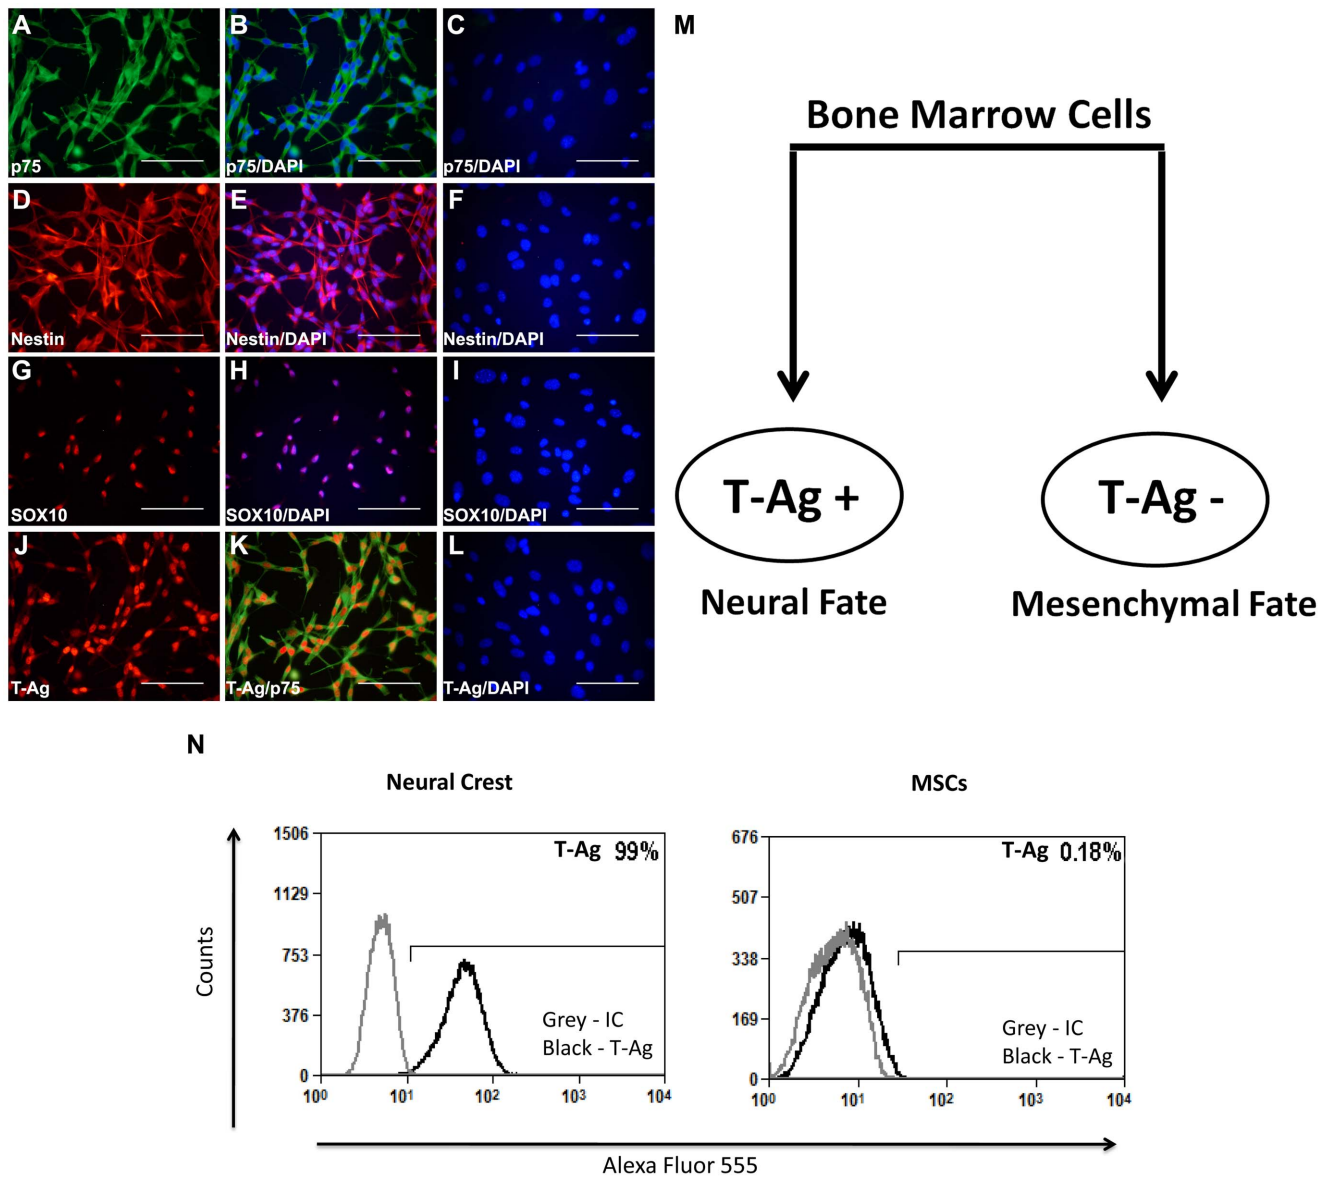 A
p75
B
p75/DAPI
C
p75/DAPI
D
Nestin
E
Nestin/DAPI
F
Nestin/DAPI
G
SOX10
H
SOX10/DAPI
I
SOX10/DAPI
J
T-Ag
K
T-Ag/p75
L
T-Ag/DAPI
M
Bone Marrow Cells
T-Ag +
T-Ag -
Neural Fate
Mesenchymal Fate
N
Neural Crest
MSCs
Counts
1506
1129
753
376
0
T-Ag 99%
Grey - IC
Black - T-Ag
10⁰ 10¹ 10² 10³ 10⁴
676
507
338
169
0
T-Ag 0.18%
Grey - IC
Black - T-Ag
10⁰ 10¹ 10² 10³ 10⁴
Alexa Fluor 555